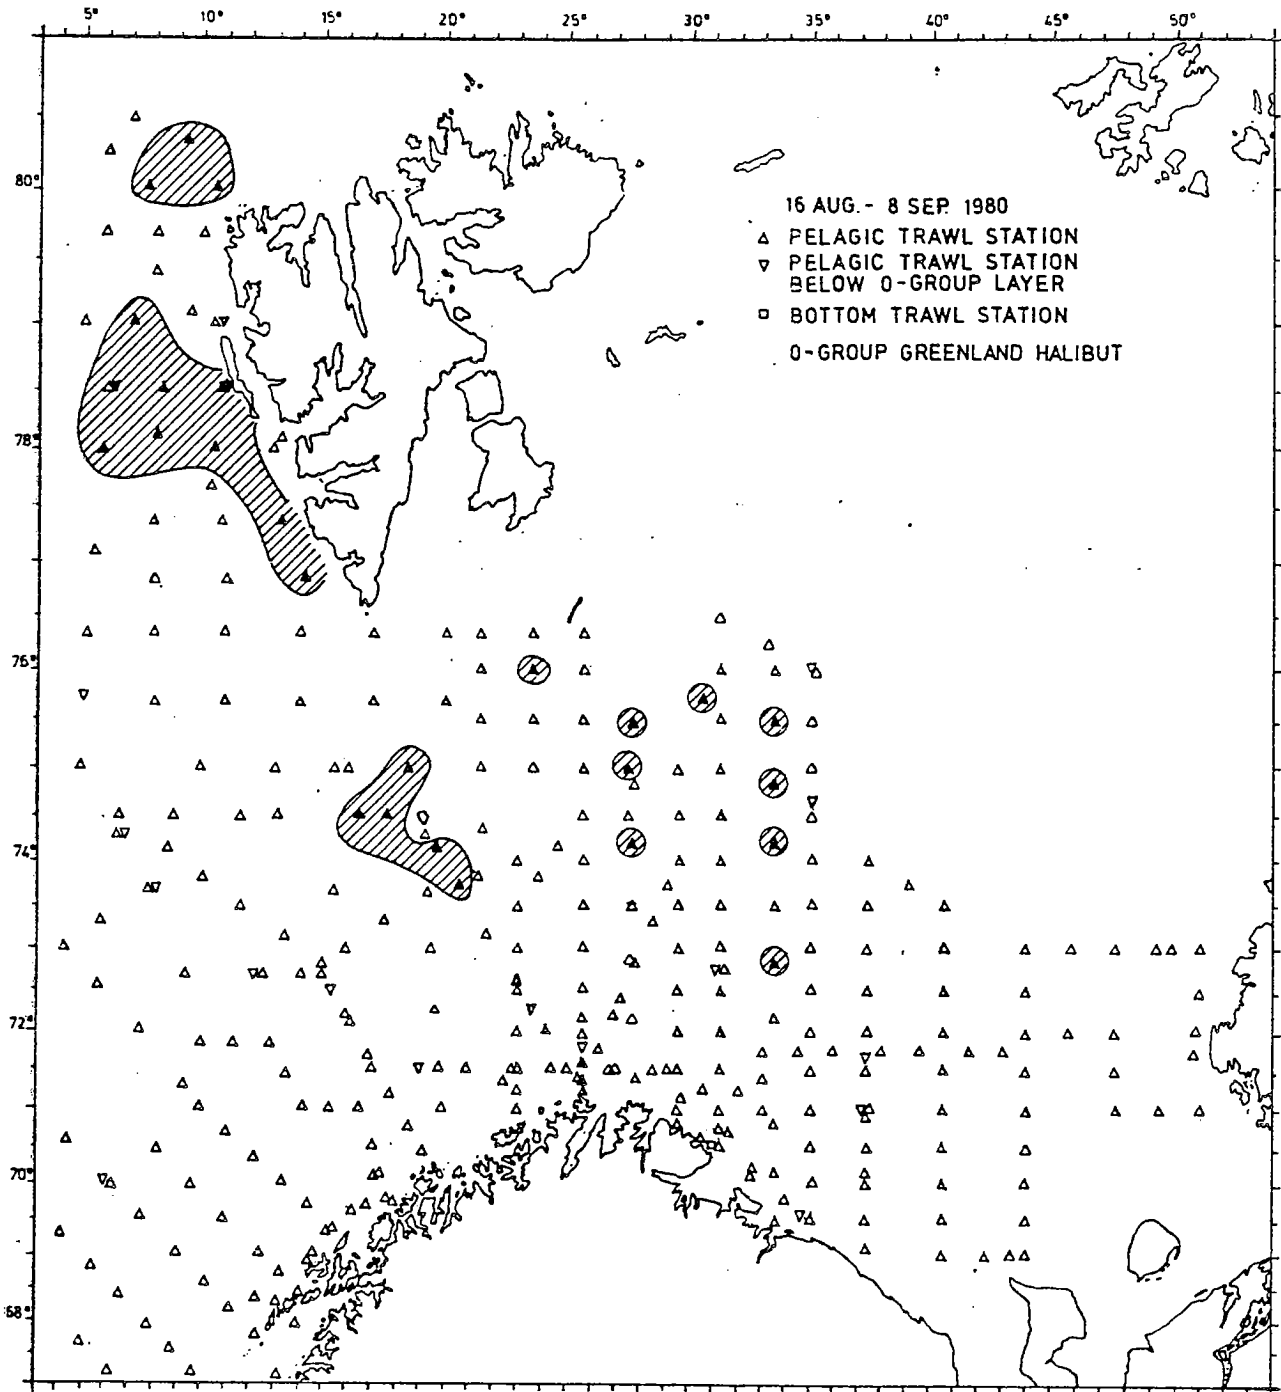 5° 10° 15° 20° 25° 30° 35° 40° 45° 50°
80°
16 AUG. - 8 SEP. 1980
PELAGIC TRAWL STATION
PELAGIC TRAWL STATION
BELOW 0-GROUP LAYER
BOTTOM TRAWL STATION
0-GROUP GREENLAND HALIBUT
78°
76°
74°
72°
70°
68°